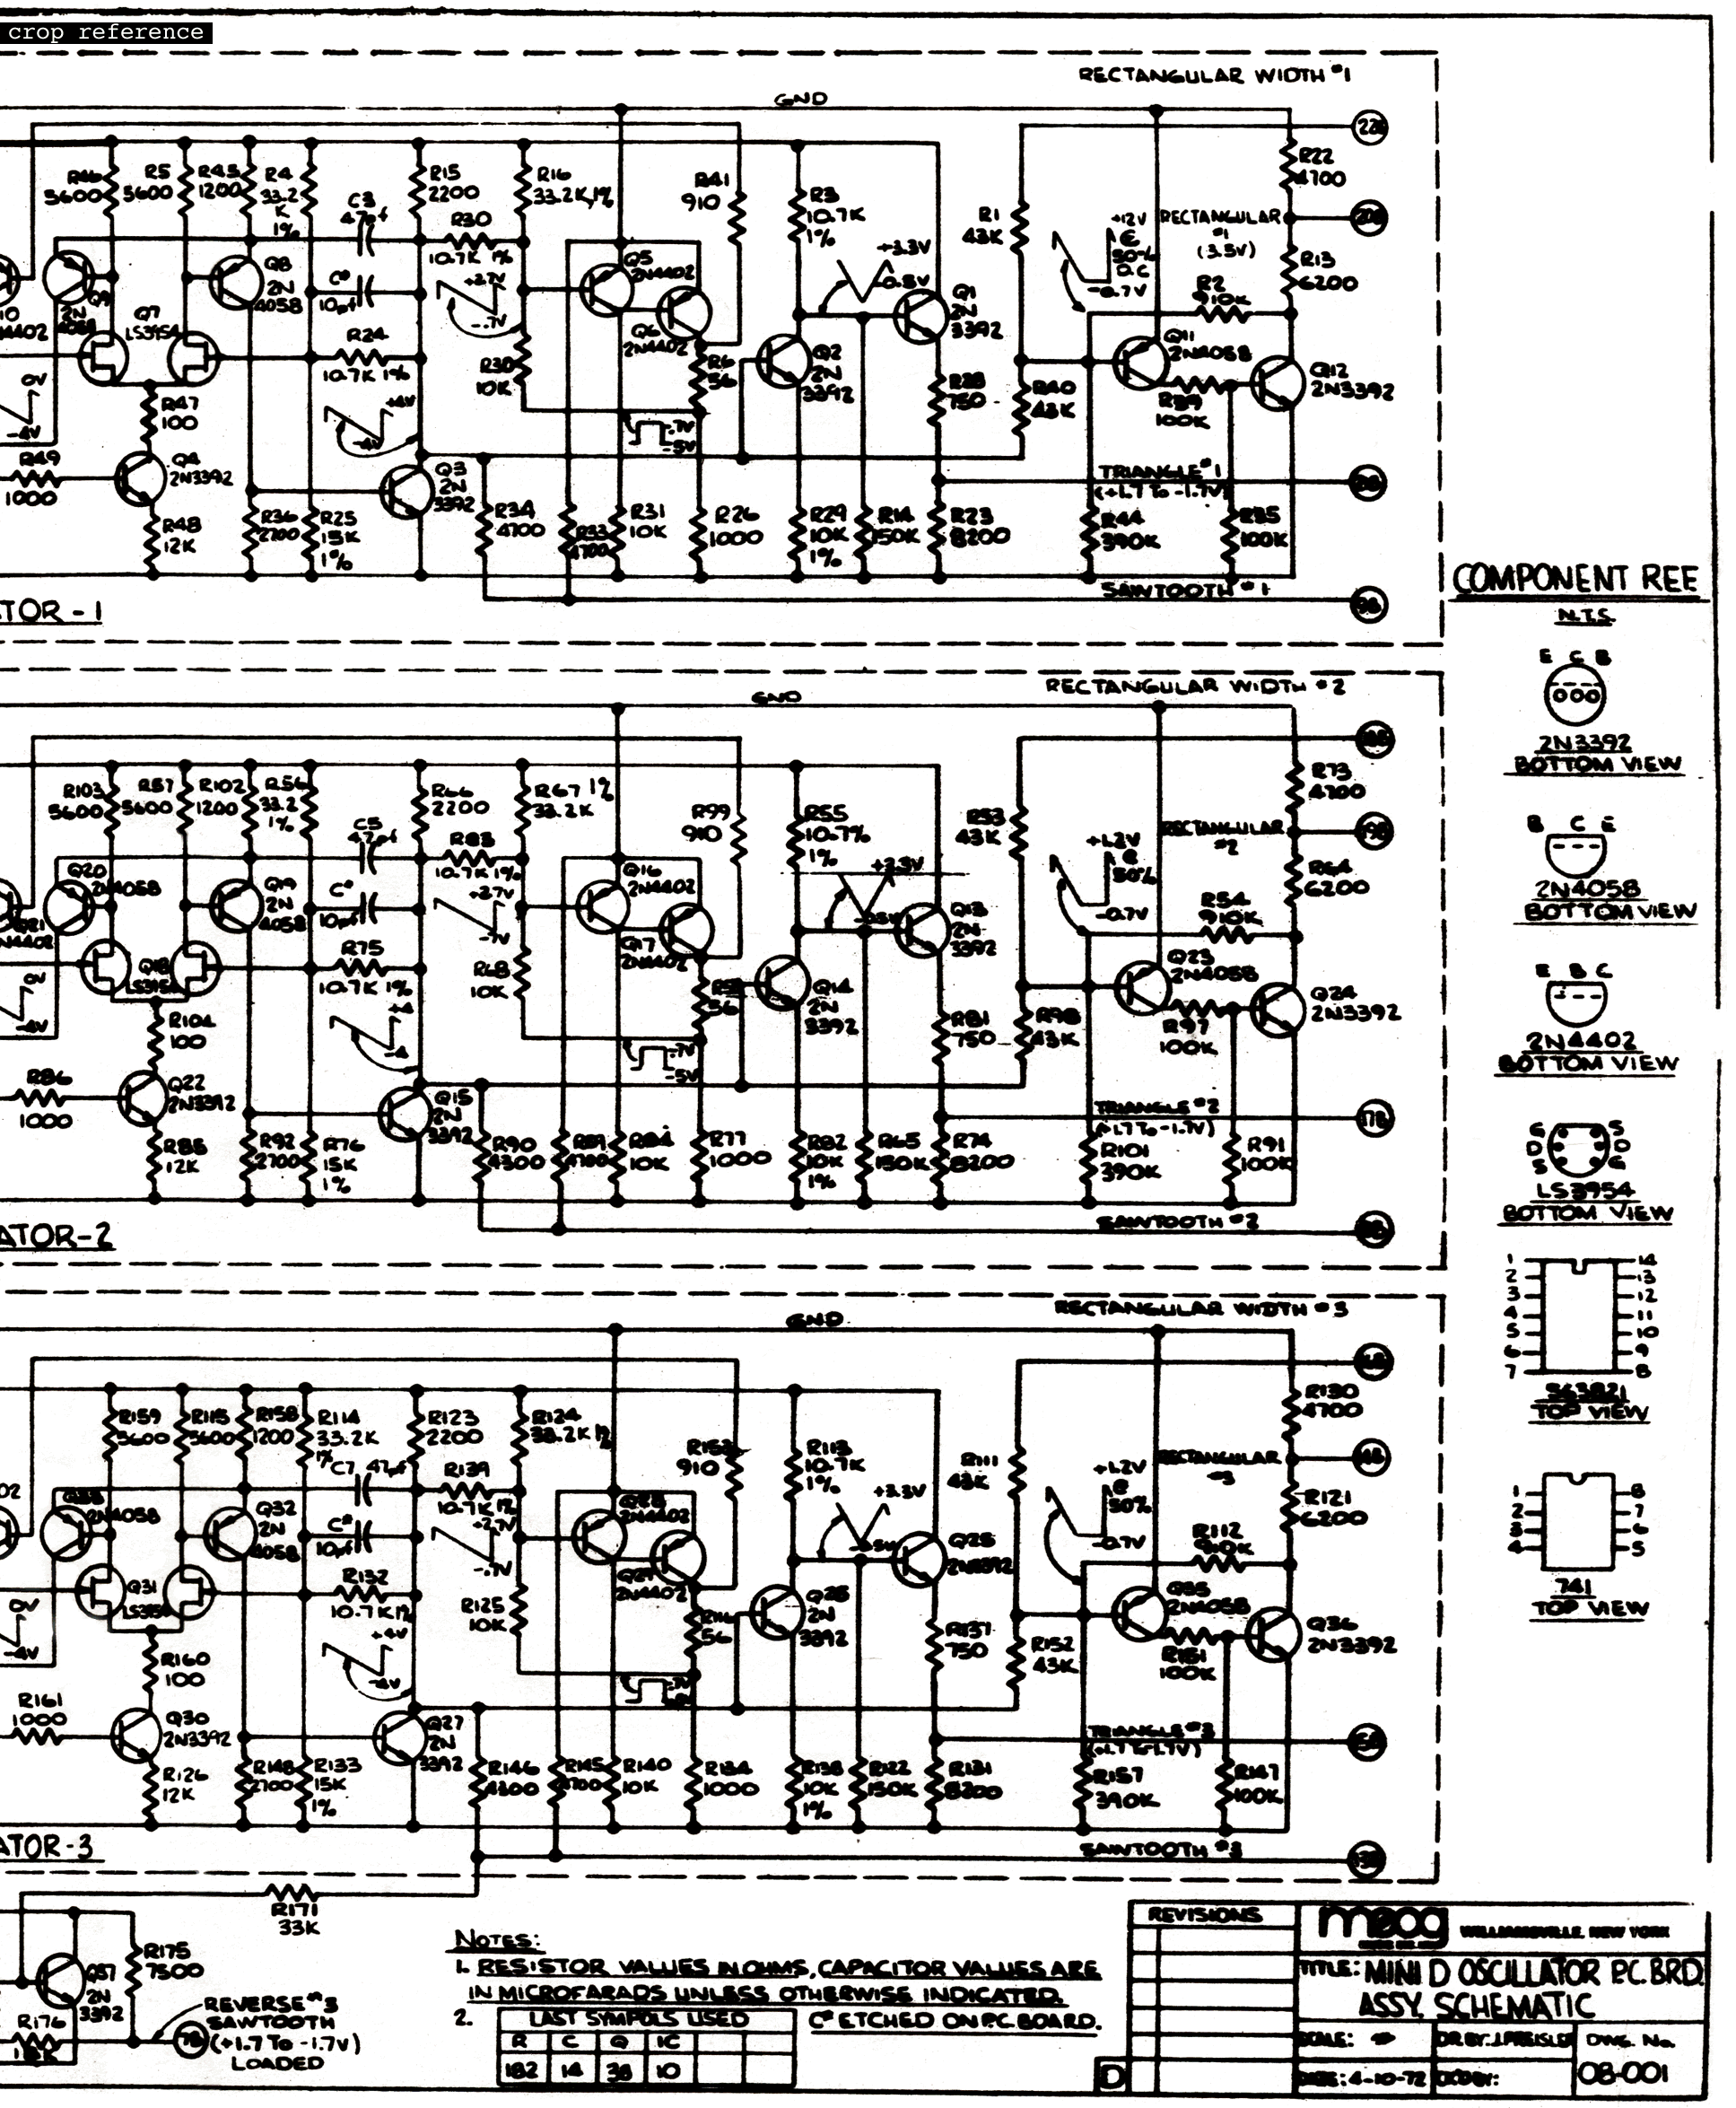 crop reference
RECTANGULAR WIDTH #1
GND
R46
5600
R5
5600
R43
1200
R4
33.2
K
1%
C3
47pf
R15
2200
R30
10.7K 1%
R16
33.2K, 1%
R41
910
R3
10.7K
1%
R1
43K
+12V
@
50%
D.C
-0.7V
RECTANGULAR
#1
(3.5V)
R22
4700
R13
6200
R2
910K
Q9
2N
4058
Q7
LS3954
Q8
2N
4058
C*
10pf
R24
10.7K 1%
+2.7V
-.7V
Q5
2N4402
Q6
2N4402
R6
56
+3.3V
-0.8V
Q1
2N
3392
Q2
2N
3392
R38
10K
R28
750
R40
43K
Q11
2N4058
R39
100K
Q12
2N3392
0V
-4V
R47
100
+4V
-4V
.7V
-5V
R49
1000
Q4
2N3392
R48
12K
R36
2700
R25
15K
1%
Q3
2N
3392
R34
4700
R33
4700
R31
10K
R26
1000
R29
10K
1%
R14
150K
R23
8200
TRIANGLE #1
(+1.7 To -1.7V)
R44
390K
R35
100K
SAWTOOTH #1
TOR-1
COMPONENT REE
N.T.S.
E C B
2N3392
BOTTOM VIEW
B C E
2N4058
BOTTOM VIEW
E B C
2N4402
BOTTOM VIEW
G S
D D
S G
LS3954
BOTTOM VIEW
1 14
2 13
3 12
4 11
5 10
6 9
7 8
TOP VIEW
1 8
2 7
3 6
4 5
741
TOP VIEW
RECTANGULAR WIDTH #2
GND
R103
5600
R57
5600
R102
1200
R56
33.2
1%
C5
47pf
R66
2200
R83
10.7K 1%
R67 1%
33.2K
R99
910
R55
10.7%
1%
R53
43K
+1.2V
@
50%
-0.7V
RECTANGULAR
#2
R73
4700
R64
6200
R54
910K
Q20
2N4058
Q21
N4402
Q18
LS3954
Q19
2N
4058
C*
10pf
R75
10.7K 1%
+2.7V
-.7V
Q16
2N4402
Q17
2N4402
56
+3.3V
Q13
2N
3392
Q14
2N
3392
R68
10K
R81
750
R98
43K
Q23
2N4058
R97
100K
Q24
2N3392
0V
-4V
R104
100
+4
-4
.7V
-5V
R86
1000
Q22
2N3392
R85
12K
R92
2700
R76
15K
1%
Q15
2N
3392
R90
4300
R89
4700
R84
10K
R77
1000
R82
10K
1%
R65
150K
R74
8200
TRIANGLE #2
(+1.7 To -1.7V)
17B
R101
390K
R91
100K
SAWTOOTH #2
ATOR-2
RECTANGULAR WIDTH #3
GND
R159
5600
R115
5600
R158
1200
R114
33.2K
1%
C7 47pf
R123
2200
R139
10.7K 1%
R124
33.2K 1%
R153
910
R113
10.7K
1%
R111
43K
+1.2V
@
50%
-0.7V
RECTANGULAR
#3
R130
4700
R121
6200
R112
910K
2N4058
Q31
LS3954
Q32
2N
4058
C*
10pf
R132
10.7K 1%
+2.7V
-.7V
Q28
2N4402
Q29
2N4402
R116
56
+3.3V
Q25
2N3392
Q26
2N
3392
R125
10K
R137
750
R152
43K
Q35
2N4058
R151
100K
Q36
2N3392
0V
-4V
R160
100
+4V
-4V
R161
1000
Q30
2N3392
R126
12K
R148
2700
R133
15K
1%
Q27
2N
3392
R146
4300
R145
4700
R140
10K
R134
1000
R138
10K
1%
R122
150K
R131
8200
TRIANGLE #3
R157
390K
R147
100K
SAWTOOTH #3
ATOR-3
R171
33K
Q37
2N
3392
R175
7500
R176
REVERSE #3
SAWTOOTH
(+1.7 To -1.7V)
LOADED
NOTES:
1. RESISTOR VALUES IN OHMS, CAPACITOR VALUES ARE
IN MICROFARADS UNLESS OTHERWISE INDICATED.
2. LAST SYMPOLS USED
C* ETCHED ON P.C. BOARD.
R C Q IC
182 14 38 10
REVISIONS
D
moog
WILLIAMSVILLE, NEW YORK
TITLE: MINI D OSCILLATOR P.C. BRD.
ASSY. SCHEMATIC
SCALE:
DR BY: J. PREISLER
DWG. No.
08-001
DATE: 4-10-72